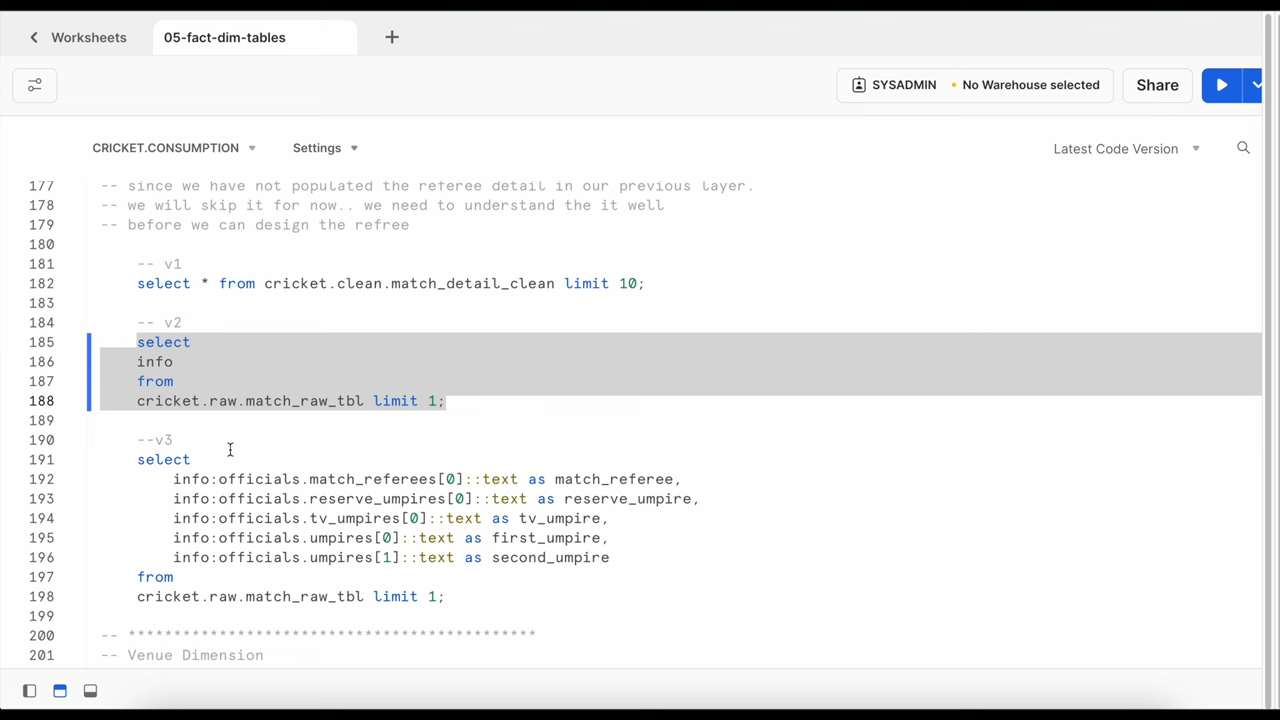 Worksheets
05-fact-dim-tables
+
SYSADMIN
No Warehouse selected
Share
CRICKET.CONSUMPTION
Settings
Latest Code Version
177 -- since we have not populated the referee detail in our previous layer.
178 -- we will skip it for now.. we need to understand the it well
179 -- before we can design the refree
180
181 -- v1
182 select * from cricket.clean.match_detail_clean limit 10;
183
184 -- v2
185 select
186 info
187 from
188 cricket.raw.match_raw_tbl limit 1;
189
190 --v3
191 select
192 info:officials.match_referees[0]::text as match_referee,
193 info:officials.reserve_umpires[0]::text as reserve_umpire,
194 info:officials.tv_umpires[0]::text as tv_umpire,
195 info:officials.umpires[0]::text as first_umpire,
196 info:officials.umpires[1]::text as second_umpire
197 from
198 cricket.raw.match_raw_tbl limit 1;
199
200 -- *********************************************
201 -- Venue Dimension